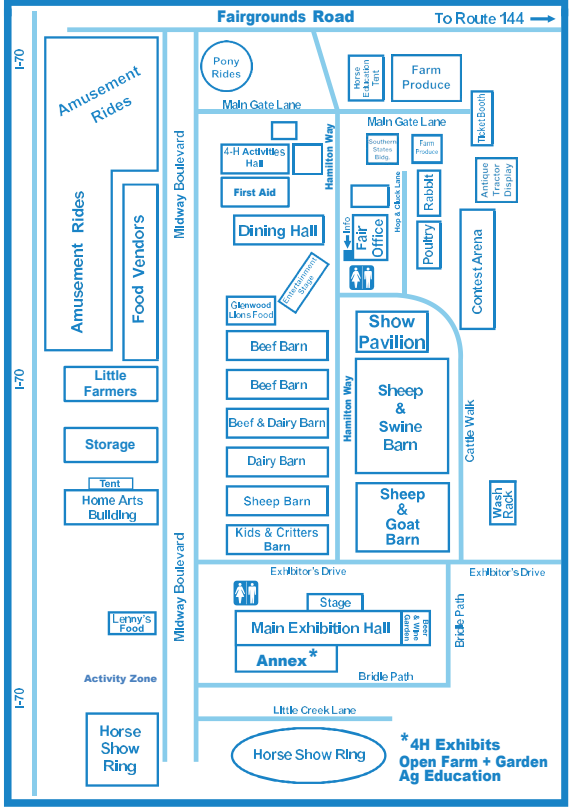 Fairgrounds Road
To Route 144
I-70
Amusement
Rides
Pony
Rides
Horse
Education
Tent
Farm
Produce
Main Gate Lane
Main Gate Lane
Ticket Booth
Midway Boulevard
Hamilton Way
4-H Activities
Hall
Southern
States
Bldg.
Farm
Produce
First Aid
Hop & Cluck Lane
Rabbit
Antique
Tractor
Display
Amusement Rides
Food Vendors
Dining Hall
Info
Fair
Office
Poultry
Contest Arena
Entertainment
Stage
Glenwood
Lions Food
Show
Pavilion
Beef Barn
I-70
Little
Farmers
Beef Barn
Hamilton Way
Sheep
&
Swine
Barn
Cattle Walk
Beef & Dairy Barn
Storage
Dairy Barn
Tent
Home Arts
Building
Sheep Barn
Sheep
&
Goat
Barn
Wash
Rack
Midway Boulevard
Kids & Critters
Barn
Exhibitor's Drive
Exhibitor's Drive
Stage
Lenny's
Food
Main Exhibition Hall
Beer
& Wine
Garden
Bridle Path
Annex*
Activity Zone
Bridle Path
I-70
Little Creek Lane
Horse
Show
Ring
Horse Show Ring
*4H Exhibits
Open Farm + Garden
Ag Education